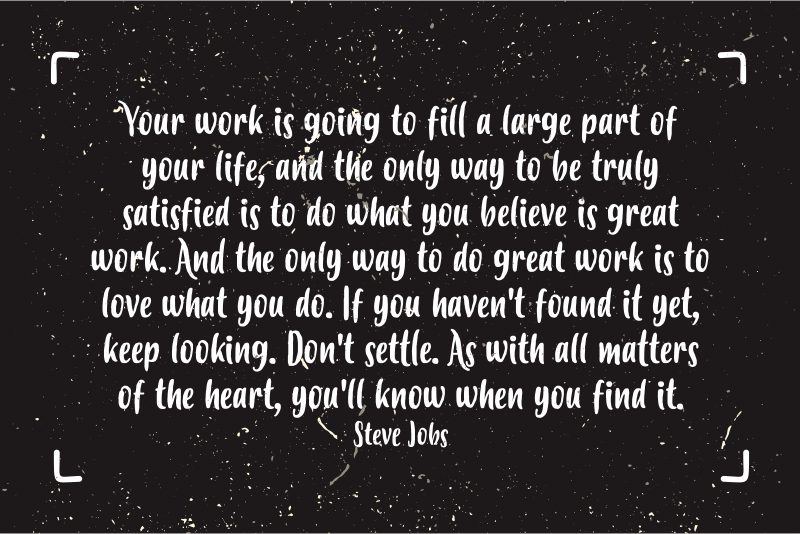 Your work is going to fill a large part of
your life, and the only way to be truly
satisfied is to do what you believe is great
work. And the only way to do great work is to
love what you do. If you haven't found it yet,
keep looking. Don't settle. As with all matters
of the heart, you'll know when you find it.
Steve Jobs